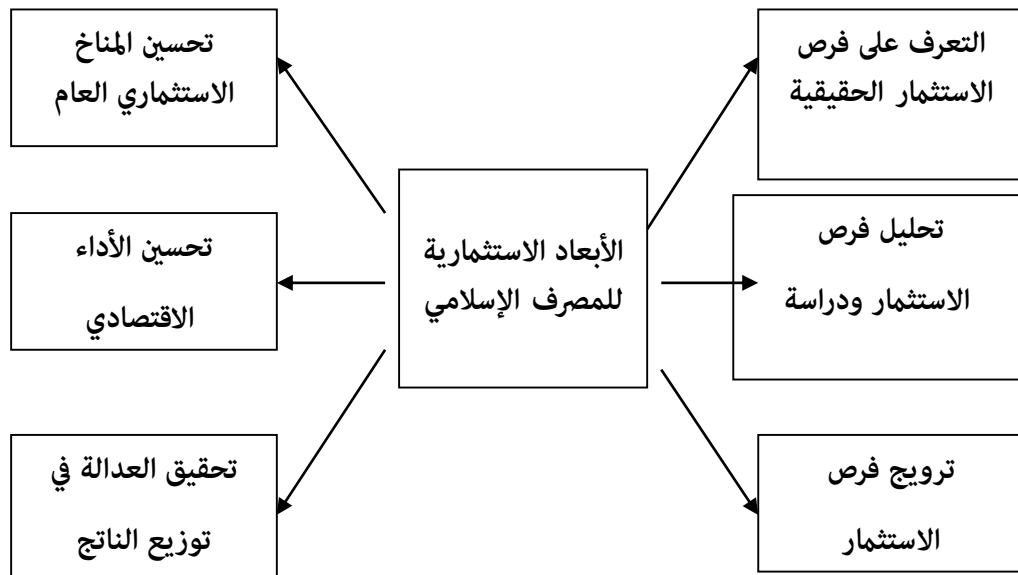 التعرف على فرص
الاستثمار الحقيقية
تحسين المناخ
الاستثماري العام
تحليل فرص
الاستثمار ودراسة
الأبعاد الاستثمارية
للمصرف الإسلامي
تحسين الأداء
الاقتصادي
ترويج فرص
الاستثمار
تحقيق العدالة في
توزيع الناتج